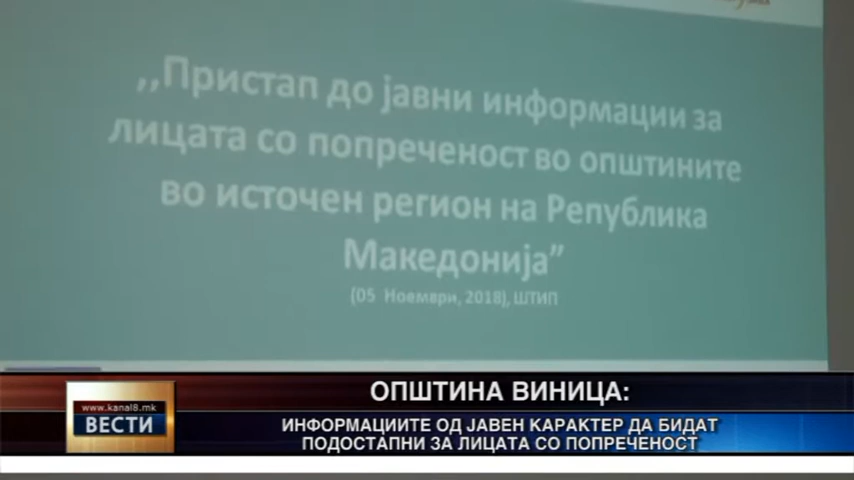 ,,Пристап до јавни информации за
лицата со попреченост во општините
во источен регион на Република
Македонија”
(05 Ноември, 2018), ШТИП
ОПШТИНА ВИНИЦА:
www.kanal8.mk
ВЕСТИ
ИНФОРМАЦИИТЕ ОД ЈАВЕН КАРАКТЕР ДА БИДАТ
ПОДОСТАПНИ ЗА ЛИЦАТА СО ПОПРЕЧЕНОСТ